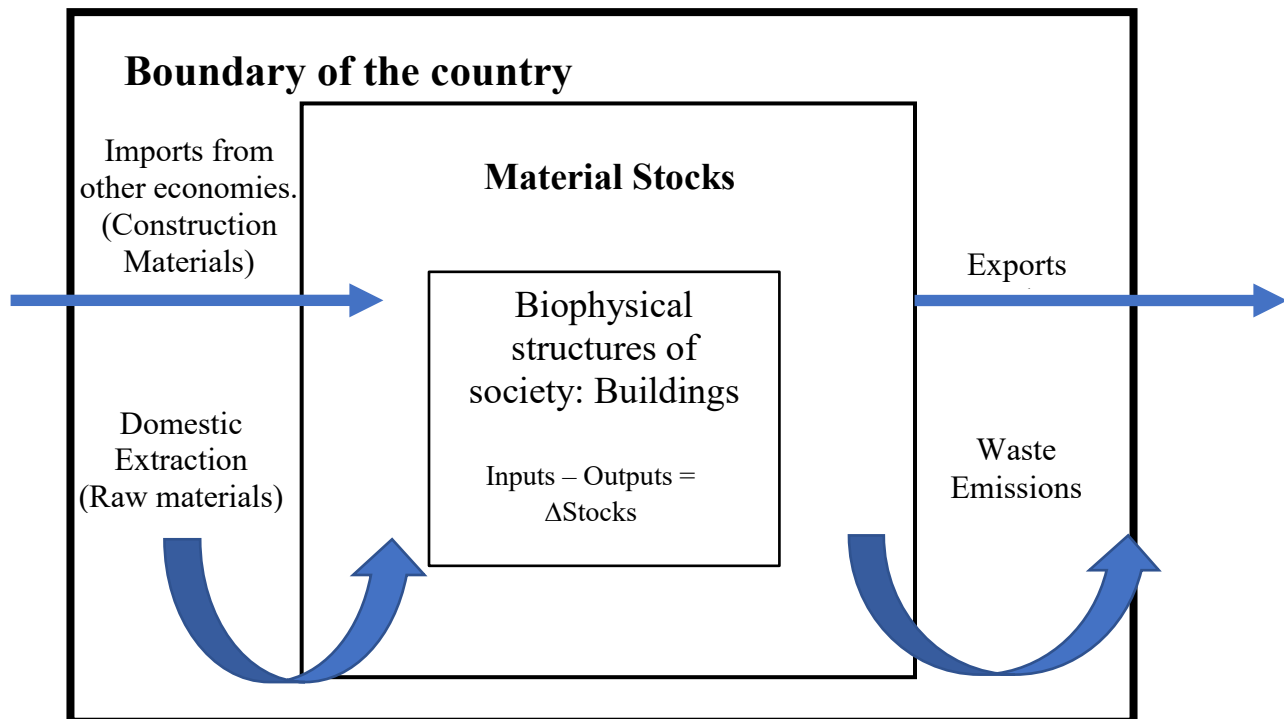 Boundary of the country
Imports from
other economies.
(Construction
Materials)
Material Stocks
Exports
Biophysical
structures of
society: Buildings
Inputs – Outputs =
ΔStocks
Domestic
Extraction
(Raw materials)
Waste
Emissions